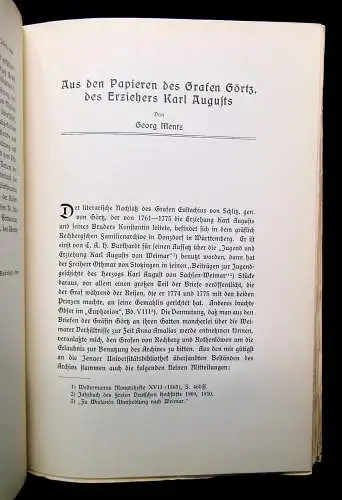 Aus den Papieren des Grafen Görtz,
des Erziehers Karl Augusts
Von
Georg Mentz
Der literarische Nachlaß des Grafen Eustachius von Schlitz, gen.
von Görtz, der von 1761—1775 die Erziehung Karl Augusts
und seines Bruders Konstantin leitete, befindet sich in dem gräflich
Rechbergschen Familienarchive in Donzdorf in Württemberg. Er
ist einst von C. A. H. Burkhardt für seinen Aufsatz über die „Jugend und
Erziehung Karl Augusts von Weimar“¹) benutzt worden, dann hat
der Freiherr Othmar von Stotzingen in seinen „Beiträgen zur Jugend-
geschichte des Herzogs Karl August von Sachsen-Weimar“²) Stücke
daraus, vor allem einen großen Teil der Briefe veröffentlicht, die
der Graf während der Reisen, die er 1774 und 1775 mit den beiden
Prinzen machte, an seine Gemahlin gerichtet hat. Anderes brachte
Obser im „Euphorion“, Bd. VIII³). Die Vermutung, daß man aus den
Briefen der Gräfin Görtz an ihren Gatten manches über die Weimarer
Verhältnisse zur Zeit Anna Amalias werde entnehmen können,
veranlaßte mich, den Grafen von Rechberg und Rothenlöwen um die
Erlaubnis zur Benutzung des Archives zu bitten. Aus den mir gütigst
an die Jenaer Universitätsbibliothek übersandten Beständen des
Archivs stammen auch die folgenden kleinen Mitteilungen:
1) Westermanns Monatshefte XVII (1865), S. 460ff.
2) Jahrbuch des Freien Deutschen Hochstifts 1909, 1910.
3) „Zu Wielands Übersiedlung nach Weimar.“